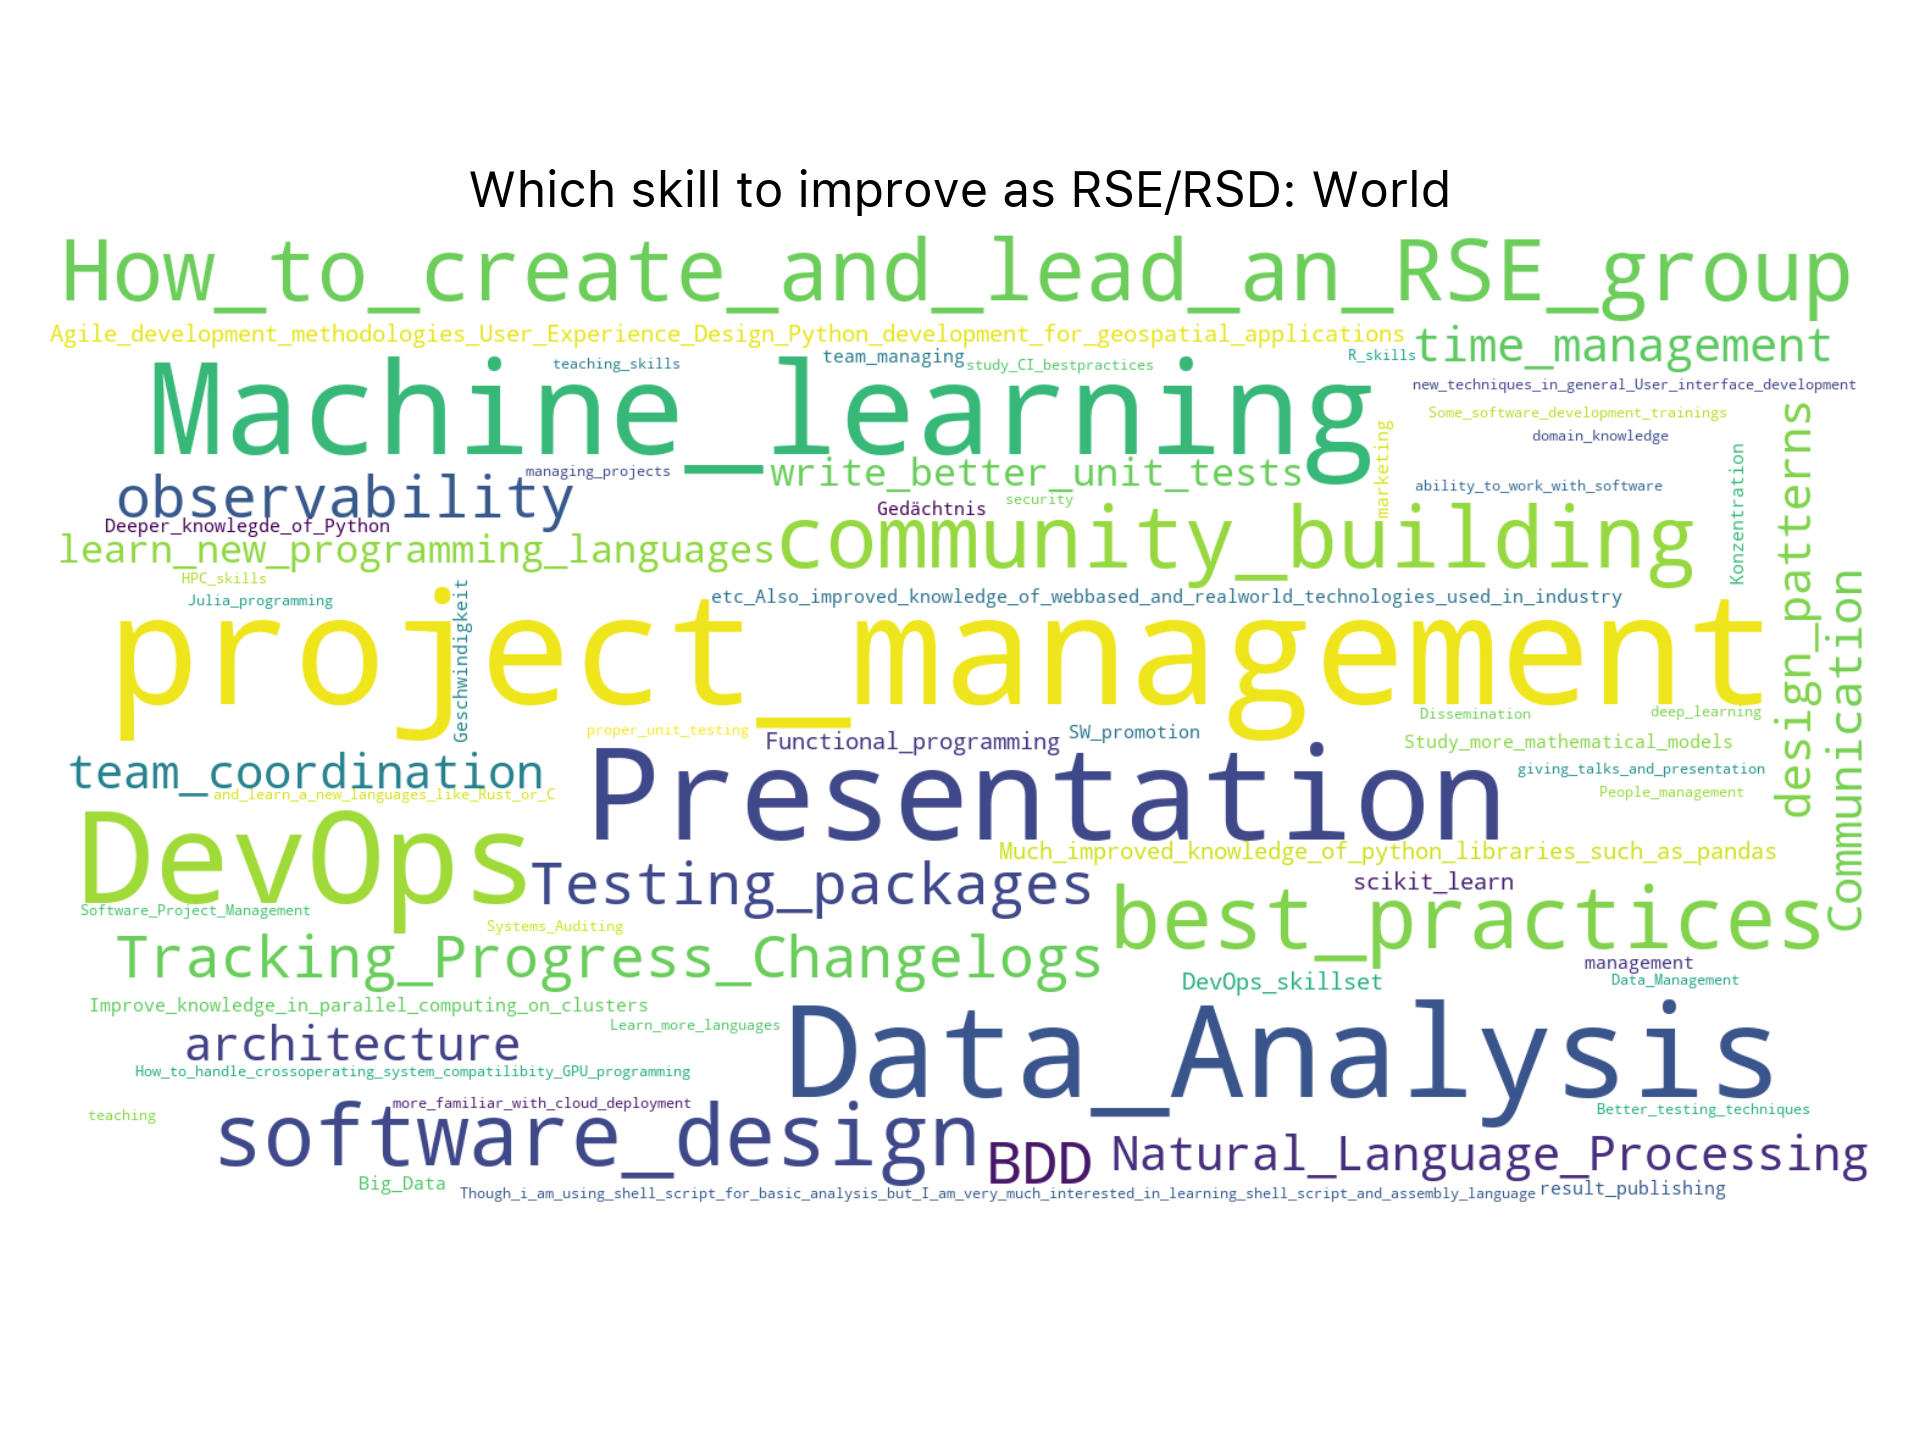 Which skill to improve as RSE/RSD: World
How_to_create_and_lead_an_RSE_group
Agile_development_methodologies_User_Experience_Design_Python_development_for_geospatial_applications
time_management
teaching_skills
team_managing
study_CI_bestpractices
R_skills
Machine_learning
new_techniques_in_general_User_interface_development
Some_software_development_trainings
domain_knowledge
marketing
managing_projects
write_better_unit_tests
Konzentration
design_patterns
observability
ability_to_work_with_software
Gedächtnis
security
Deeper_knowlegde_of_Python
community_building
learn_new_programming_languages
HPC_skills
Julia_programming
Geschwindigkeit
etc_Also_improved_knowledge_of_webbased_and_realworld_technologies_used_in_industry
project_management
Communication
Dissemination
deep_learning
proper_unit_testing
Functional_programming
SW_promotion
Study_more_mathematical_models
team_coordination
giving_talks_and_presentation
People_management
and_learn_a_new_languages_like_Rust_or_C
Presentation
DevOps
Much_improved_knowledge_of_python_libraries_such_as_pandas
Testing_packages
scikit_learn
Software_Project_Management
best_practices
Systems_Auditing
Tracking_Progress_Changelogs
management
DevOps_skillset
Data_Management
Improve_knowledge_in_parallel_computing_on_clusters
Learn_more_languages
architecture
Data_Analysis
How_to_handle_crossoperating_system_compatilibity_GPU_programming
more_familiar_with_cloud_deployment
teaching
Better_testing_techniques
software_design
BDD
Natural_Language_Processing
Big_Data
Though_i_am_using_shell_script_for_basic_analysis_but_I_am_very_much_interested_in_learning_shell_script_and_assembly_language
result_publishing